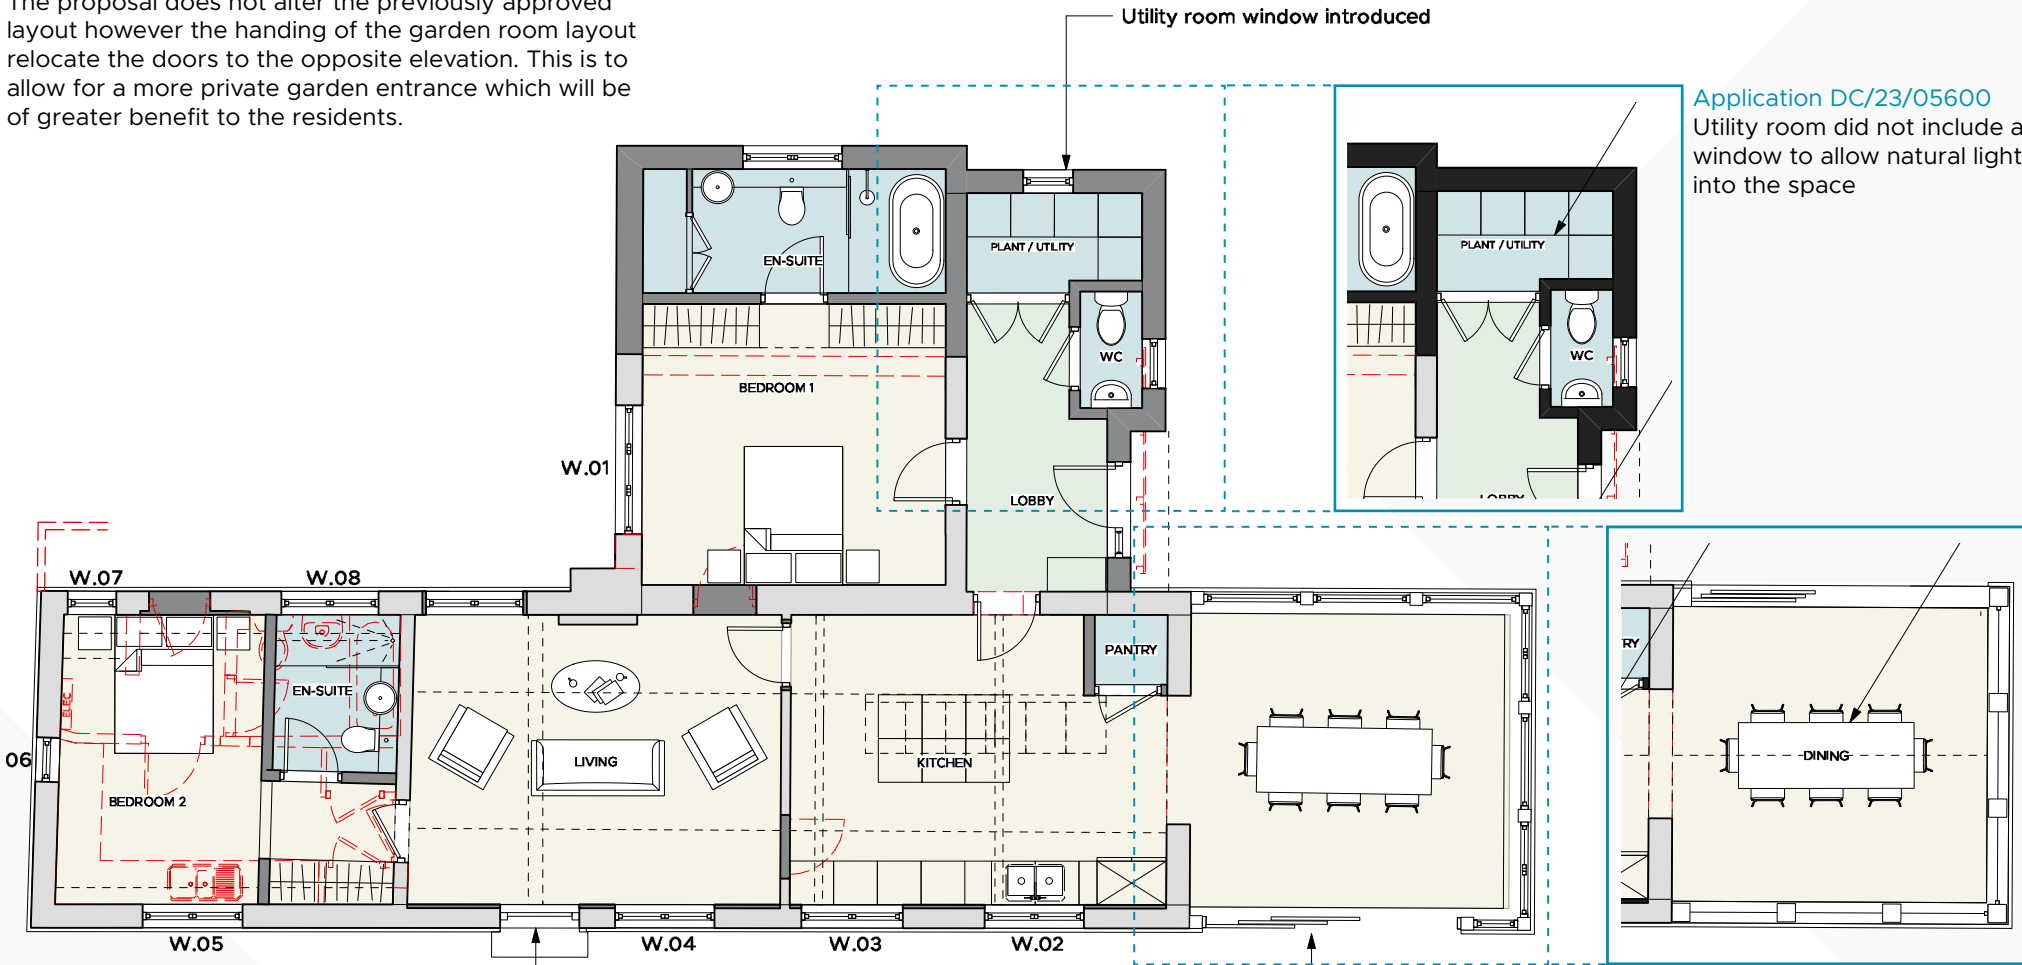 The proposal does not alter the previously approved
layout however the handing of the garden room layout
relocate the doors to the opposite elevation. This is to
allow for a more private garden entrance which will be
of greater benefit to the residents.
Utility room window introduced
Application DC/23/05600
Utility room did not include a
window to allow natural light
into the space
EN-SUITE
PLANT / UTILITY
WC
BEDROOM 1
W.01
LOBBY
PLANT / UTILITY
WC
LOBBY
W.07
W.08
EN-SUITE
ELEC
06
BEDROOM 2
LIVING
KITCHEN
PANTRY
RY
DINING
W.05
W.04
W.03
W.02